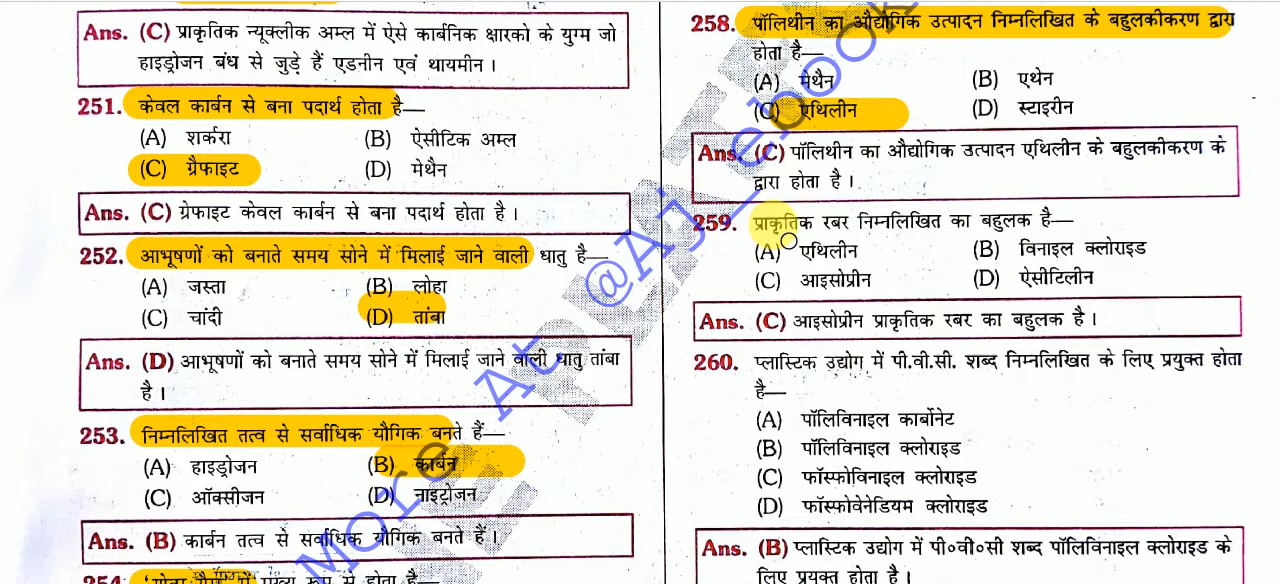 Ans. (C) प्राकृतिक न्यूक्लीक अम्ल में ऐसे कार्बनिक क्षारको के युग्म जो
हाइड्रोजन बंध से जुड़े हैं एडनीन एवं थायमीन ।
251. केवल कार्बन से बना पदार्थ होता है—
(A) शर्करा (B) ऐसीटिक अम्ल
(C) ग्रैफाइट (D) मेथैन
Ans. (C) ग्रेफाइट केवल कार्बन से बना पदार्थ होता है ।
252. आभूषणों को बनाते समय सोने में मिलाई जाने वाली धातु है—
(A) जस्ता (B) लोहा
(C) चांदी (D) तांबा
Ans. (D) आभूषणों को बनाते समय सोने में मिलाई जाने वाली धातु तांबा
है ।
253. निम्नलिखित तत्व से सर्वाधिक यौगिक बनते हैं—
(A) हाइड्रोजन (B) कार्बन
(C) ऑक्सीजन (D) नाइट्रोजन
Ans. (B) कार्बन तत्व से सर्वाधिक यौगिक बनते हैं ।
254. में मुख्य रूप से होता है—
258. पॉलिथीन का औद्योगिक उत्पादन निम्नलिखित के बहुलकीकरण द्वारा
होता है—
(A) मेथैन (B) एथेन
(C) एथिलीन (D) स्टाइरीन
Ans. (C) पॉलिथीन का औद्योगिक उत्पादन एथिलीन के बहुलकीकरण के
द्वारा होता है ।
259. प्राकृतिक रबर निम्नलिखित का बहुलक है—
(A) एथिलीन (B) विनाइल क्लोराइड
(C) आइसोप्रीन (D) ऐसीटिलीन
Ans. (C) आइसोप्रीन प्राकृतिक रबर का बहुलक है ।
260. प्लास्टिक उद्योग में पी.वी.सी. शब्द निम्नलिखित के लिए प्रयुक्त होता
है—
(A) पॉलिविनाइल कार्बोनेट
(B) पॉलिविनाइल क्लोराइड
(C) फॉस्फोविनाइल क्लोराइड
(D) फॉस्फोवेनेडियम क्लोराइड
Ans. (B) प्लास्टिक उद्योग में पी०वी०सी शब्द पॉलिविनाइल क्लोराइड के
लिए प्रयुक्त होता है ।
More At @Aj_ebook